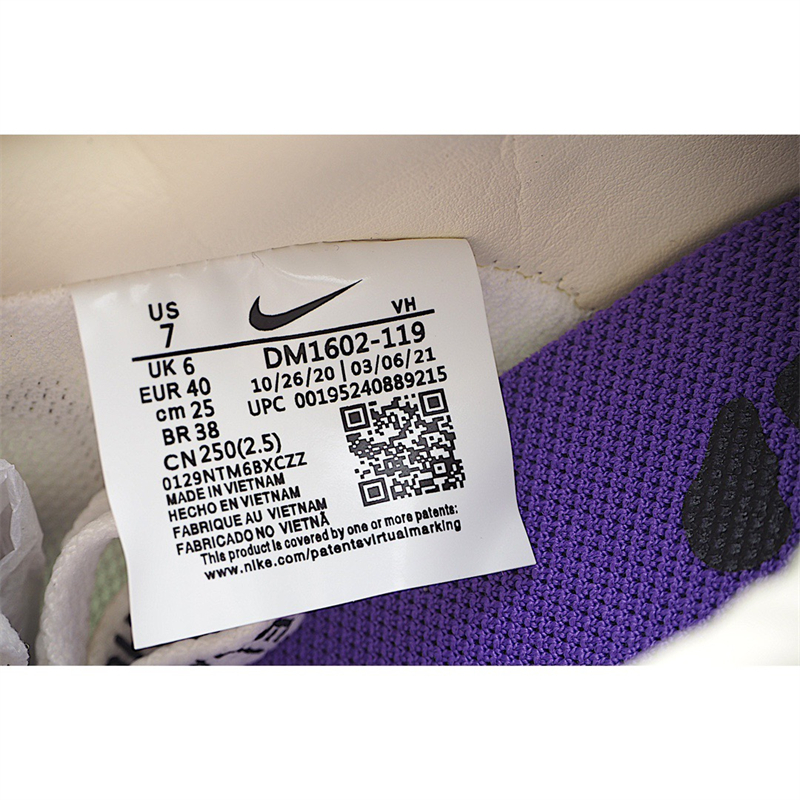 US
7
VH
UK 6
DM1602-119
EUR 40
10/26/20 | 03/06/21
cm 25
UPC 00195240889215
BR 38
CN 250(2.5)
0129NTM6BXCZZ
MADE IN VIETNAM
HECHO EN VIETNAM
FABRIQUE AU VIETNAM
FABRICADO NO VIETNÃ
This product is covered by one or more patents:
www.nike.com/patentsvirtualmarking